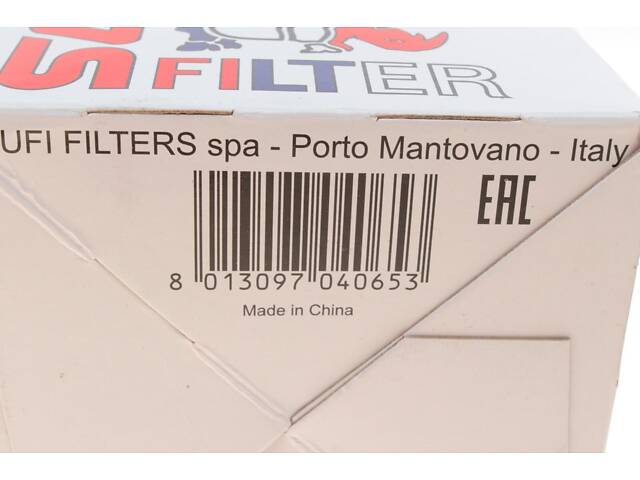 FILTER
UFI FILTERS spa - Porto Mantovano - Italy
EAC
8 013097 040653
Made in China